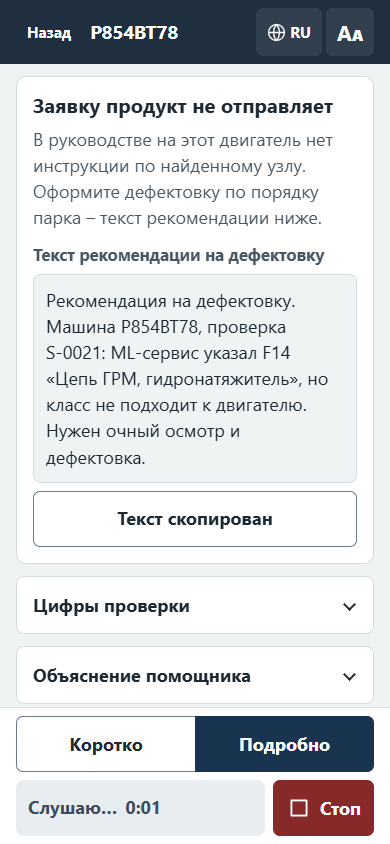 Назад P854BT78 RU Aᴀ
Заявку продукт не отправляет
В руководстве на этот двигатель нет
инструкции по найденному узлу.
Оформите дефектовку по порядку
парка – текст рекомендации ниже.
Текст рекомендации на дефектовку
Рекомендация на дефектовку.
Машина P854BT78, проверка
S-0021: ML-сервис указал F14
«Цепь ГРМ, гидронатяжитель», но
класс не подходит к двигателю.
Нужен очный осмотр и
дефектовка.
Текст скопирован
Цифры проверки
Объяснение помощника
Коротко Подробно
Слушаю... 0:01 Стоп